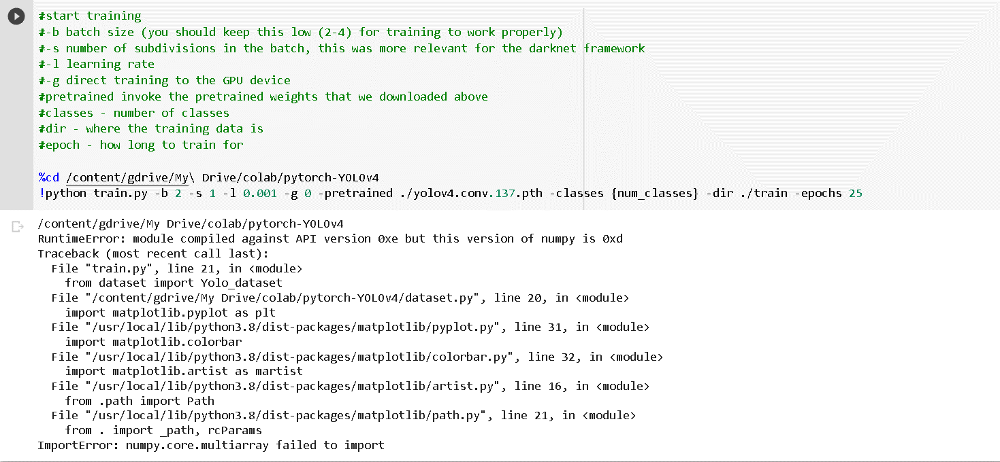 #start training
#-b batch size (you should keep this low (2-4) for training to work properly)
#-s number of subdivisions in the batch, this was more relevant for the darknet framework
#-l learning rate
#-g direct training to the GPU device
#pretrained invoke the pretrained weights that we downloaded above
#classes - number of classes
#dir - where the training data is
#epoch - how long to train for
%cd /content/gdrive/My\ Drive/colab/pytorch-YOLOv4
!python train.py -b 2 -s 1 -l 0.001 -g 0 -pretrained ./yolov4.conv.137.pth -classes {num_classes} -dir ./train -epochs 25
/content/gdrive/My Drive/colab/pytorch-YOLOv4
RuntimeError: module compiled against API version 0xe but this version of numpy is 0xd
Traceback (most recent call last):
  File "train.py", line 21, in <module>
    from dataset import Yolo_dataset
  File "/content/gdrive/My Drive/colab/pytorch-YOLOv4/dataset.py", line 20, in <module>
    import matplotlib.pyplot as plt
  File "/usr/local/lib/python3.8/dist-packages/matplotlib/pyplot.py", line 31, in <module>
    import matplotlib.colorbar
  File "/usr/local/lib/python3.8/dist-packages/matplotlib/colorbar.py", line 32, in <module>
    import matplotlib.artist as martist
  File "/usr/local/lib/python3.8/dist-packages/matplotlib/artist.py", line 16, in <module>
    from .path import Path
  File "/usr/local/lib/python3.8/dist-packages/matplotlib/path.py", line 21, in <module>
    from . import _path, rcParams
ImportError: numpy.core.multiarray failed to import